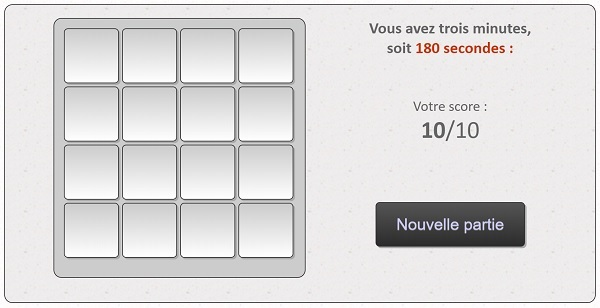 Vous avez trois minutes,
soit 180 secondes :
Votre score :
10/10
Nouvelle partie